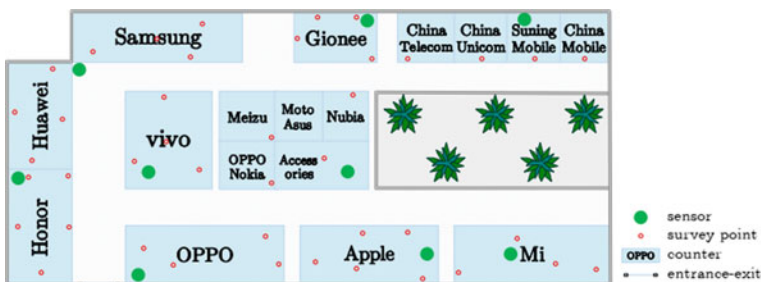 Samsung
Gionee
China
Telecom
China
Unicom
Suning
Mobile
China
Mobile
Huawei
Honor
vivo
Meizu
Moto
Asus
Nubia
OPPO
Nokia
Access
ories
OPPO
Apple
Mi
sensor
survey point
OPPO counter
entrance-exit